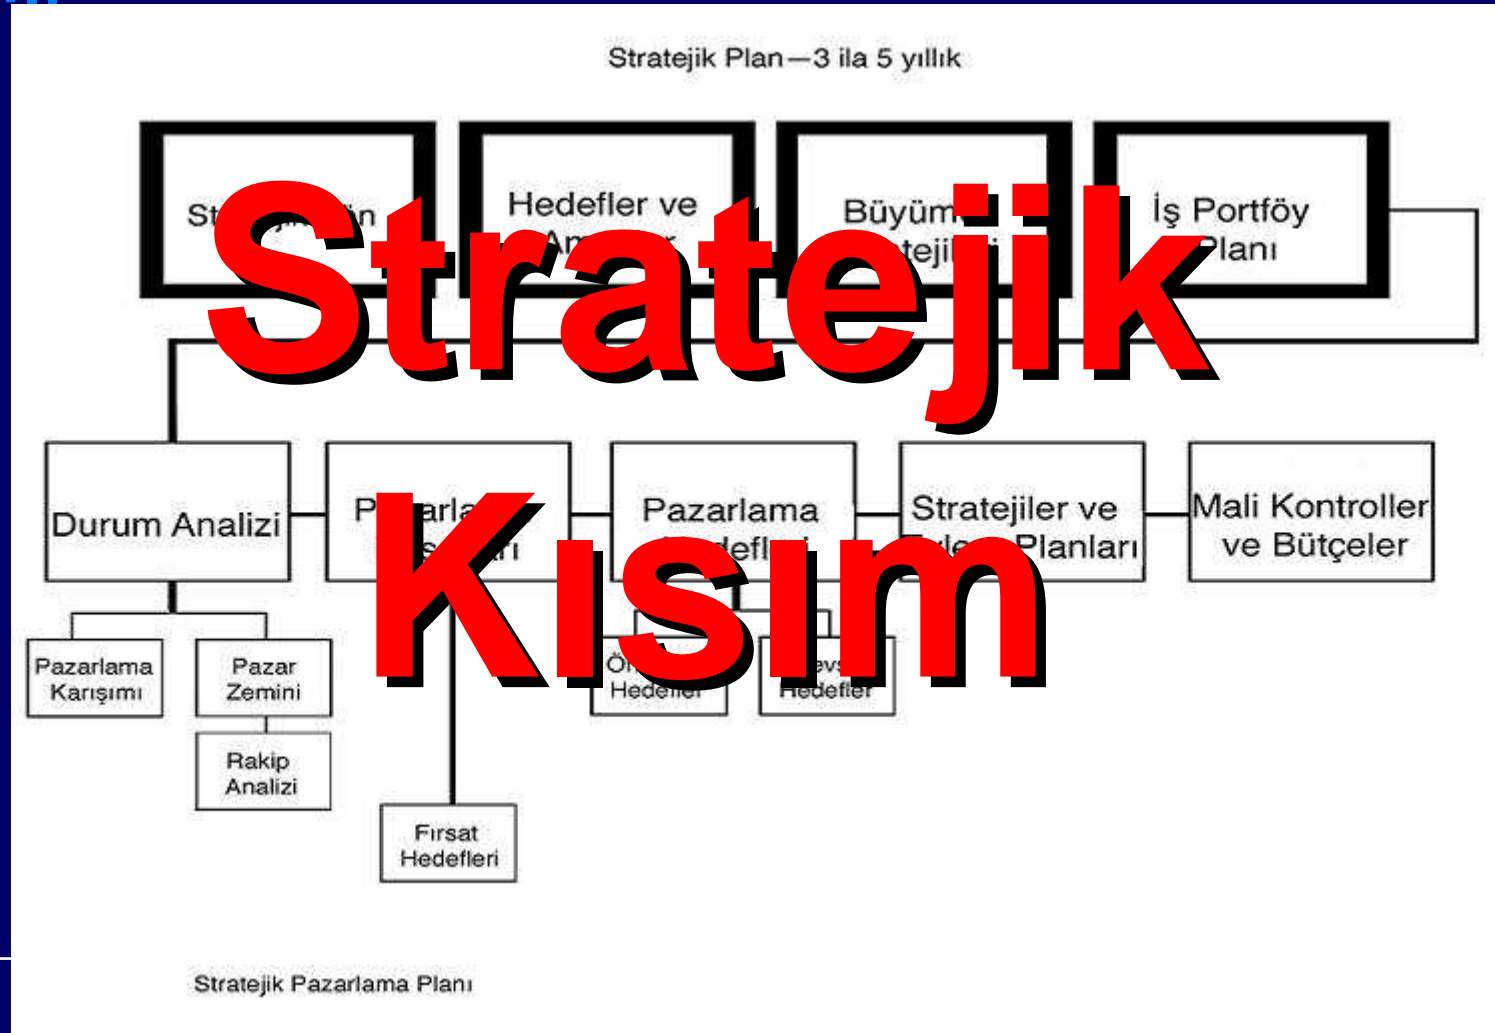 Stratejik Plan—3 ila 5 yıllık
Hedefler ve
İş Portföy
Planı
Stratejik
Durum Analizi
Pazarlama
Stratejiler ve
Planları
Mali Kontroller
ve Bütçeler
Kısım
Pazarlama
Karışımı
Pazar
Zemini
Hedefler
Hedefler
Rakip
Analizi
Fırsat
Hedefleri
Stratejik Pazarlama Planı